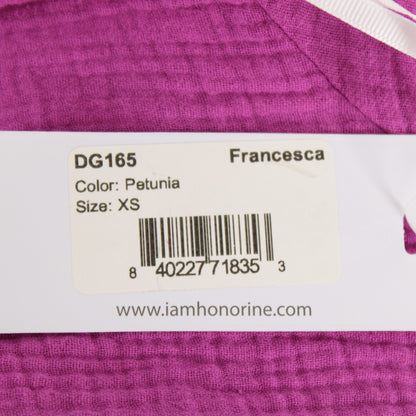 DG165 Francesca
Color: Petunia
Size: XS
8 40227 71835 3
www.iamhonorine.com